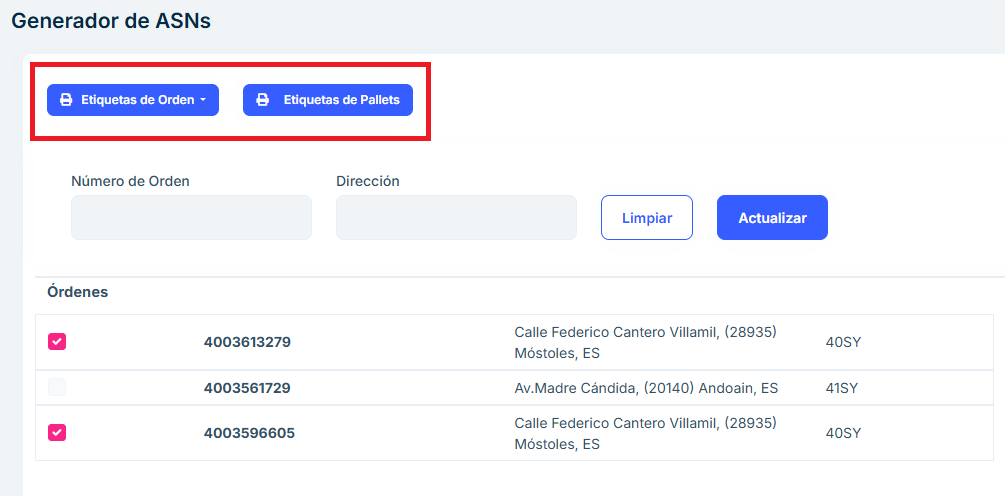 Generador de ASNs
Etiquetas de Orden
Etiquetas de Pallets
Número de Orden
Dirección
Limpiar
Actualizar
Órdenes
4003613279
Calle Federico Cantero Villamil, (28935)
Móstoles, ES
40SY
4003561729
Av.Madre Cándida, (20140) Andoain, ES
41SY
4003596605
Calle Federico Cantero Villamil, (28935)
Móstoles, ES
40SY